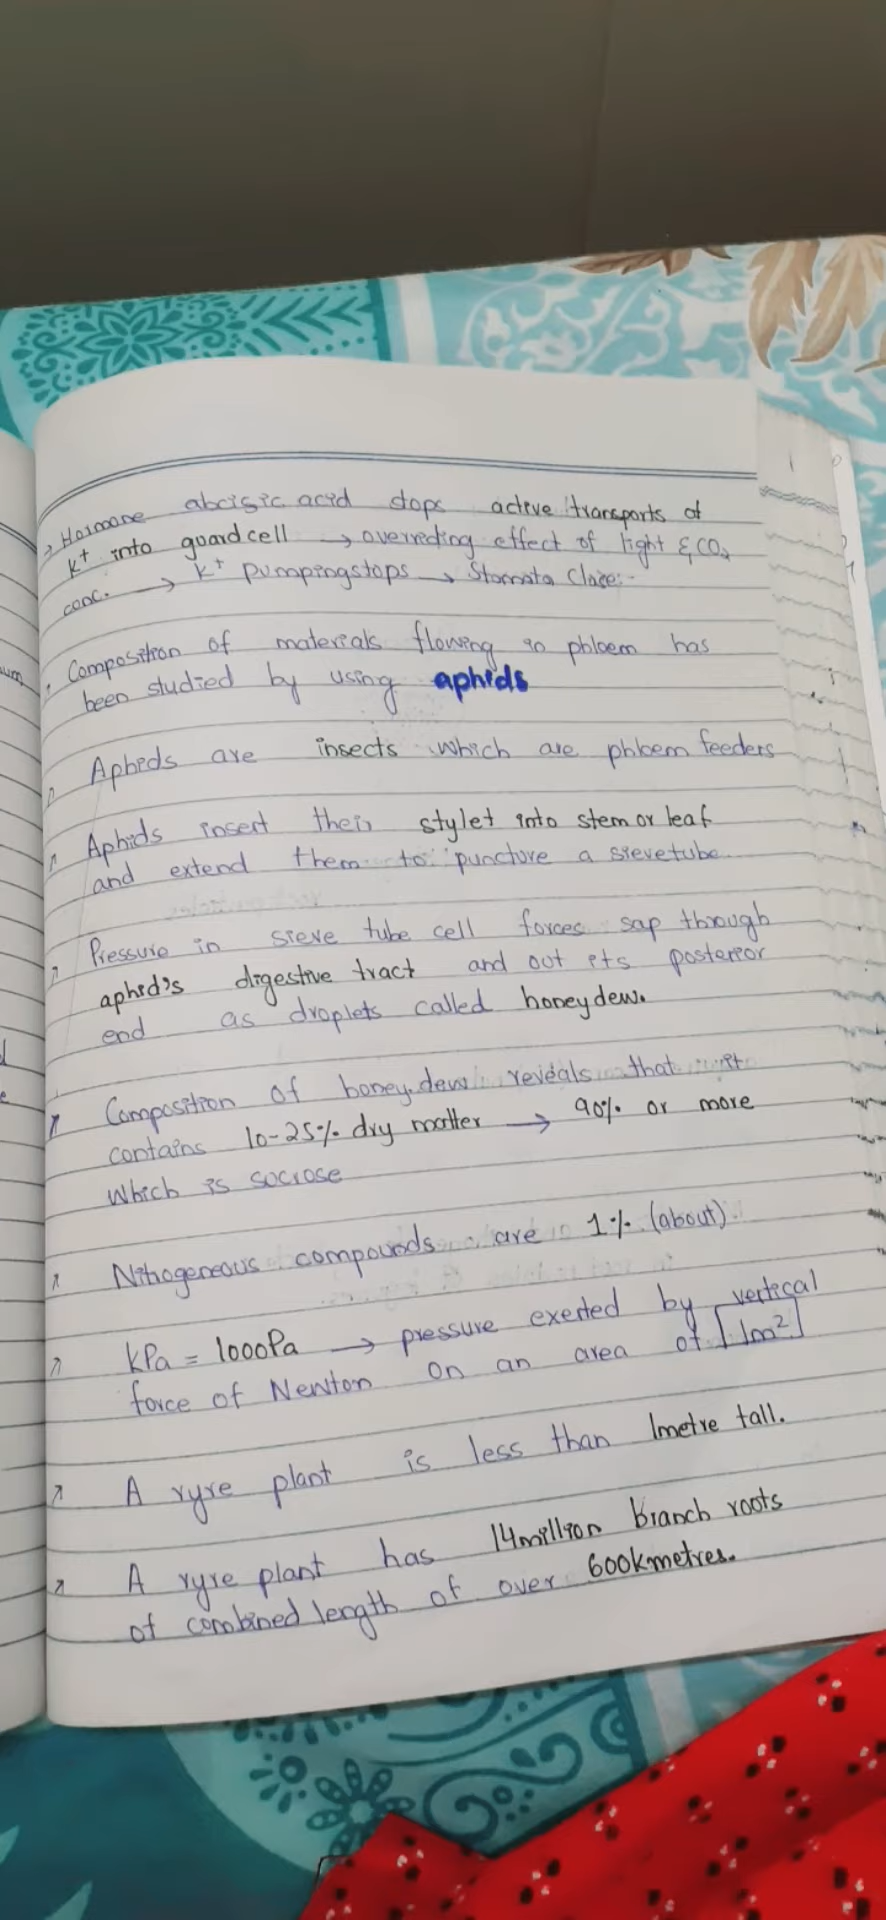 → Hormone abcisic acid stops active transports of
K⁺ into guard cell → overreding effect of light & CO₂
conc. → K⁺ pumping stops → Stomata Close:-
Composition of materials flowing in phloem has
been studied by using aphids
Apheds are insects which are phloem feeders
Aphids insert their stylet into stem or leaf
and extend them to puncture a sievetube
Pressure in sieve tube cell forces sap through
aphid's digestive tract and out its posterior
end as droplets called honeydew.
Composition of honeydew reveals that it
contains 10-25% dry matter → 90% or more
which is sucrose
Nitrogeneous compounds are 1% (about)
kPa = 1000Pa → pressure exerted by vertical
force of Newton on an area of 1m²
A ryre plant is less than 1metre tall.
A ryre plant has 14million branch roots
of combined length of over 600kmetres.